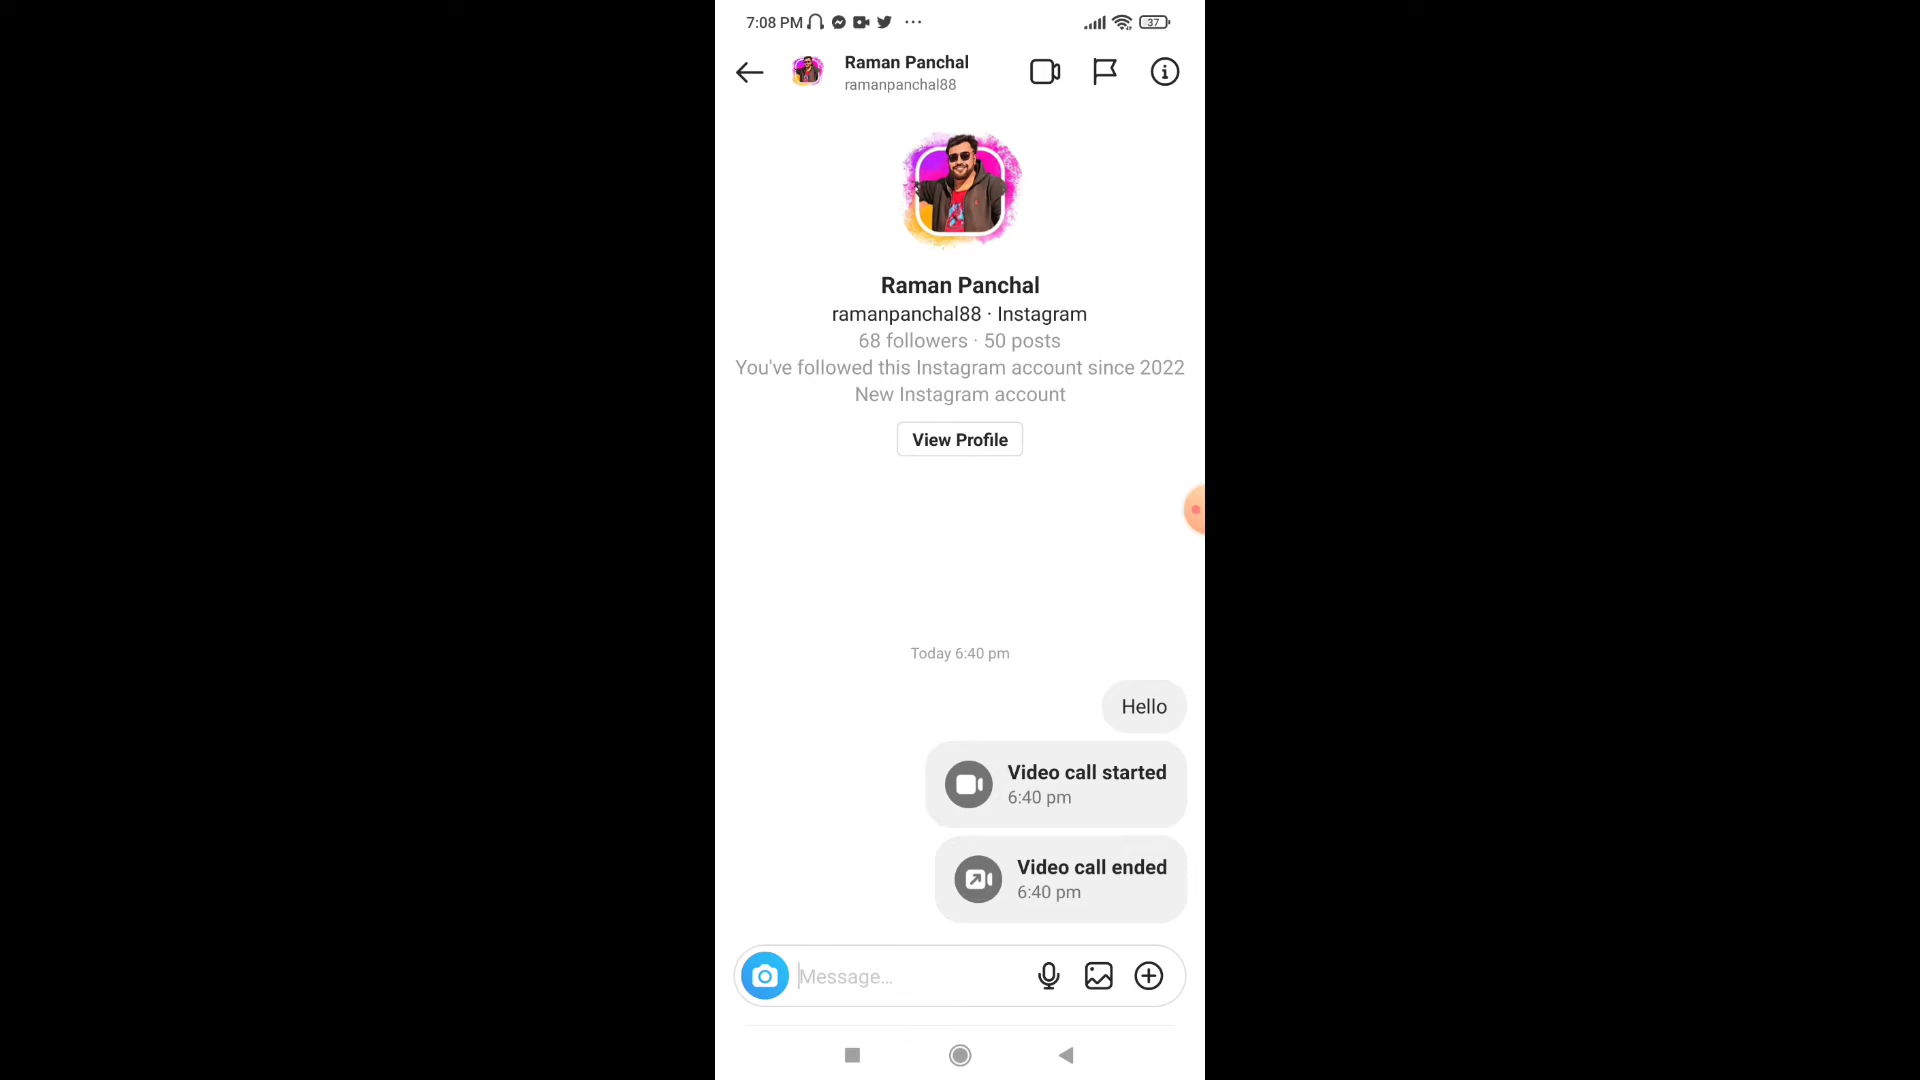 7:08 PM
37
Raman Panchal
ramanpanchal88
Raman Panchal
ramanpanchal88 · Instagram
68 followers · 50 posts
You've followed this Instagram account since 2022
New Instagram account
View Profile
Today 6:40 pm
Hello
Video call started
6:40 pm
Video call ended
6:40 pm
Message...